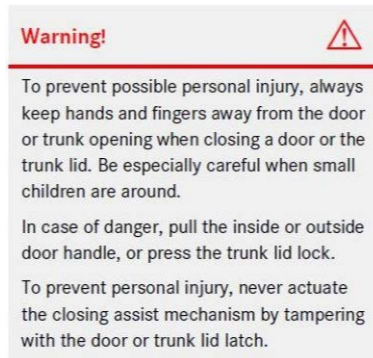 Warning!
To prevent possible personal injury, always
keep hands and fingers away from the door
or trunk opening when closing a door or the
trunk lid. Be especially careful when small
children are around.
In case of danger, pull the inside or outside
door handle, or press the trunk lid lock.
To prevent personal injury, never actuate
the closing assist mechanism by tampering
with the door or trunk lid latch.